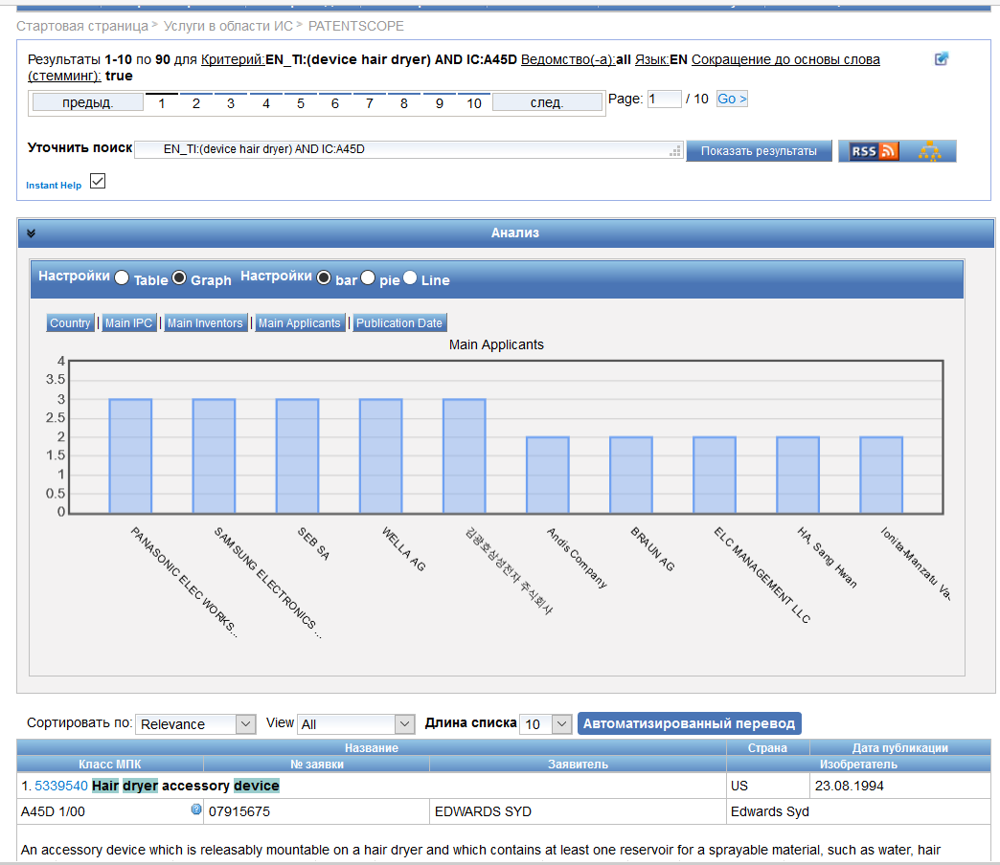 Стартовая страница > Услуги в области ИС > PATENTSCOPE
Результаты 1-10 по 90 для Критерий:EN_TI:(device hair dryer) AND IC:A45D Ведомство(-а):all Язык:EN Сокращение до основы слова
(стемминг): true
предыд. 1 2 3 4 5 6 7 8 9 10 след. Page: 1 / 10 Go >
Уточнить поиск EN_TI:(device hair dryer) AND IC:A45D Показать результаты RSS
Instant Help
Анализ
Настройки Table Graph Настройки bar pie Line
Country | Main IPC | Main Inventors | Main Applicants | Publication Date
Main Applicants
4
3.5
3
2.5
2
1.5
1
0.5
0
PANASONIC ELEC WORKS...
SAMSUNG ELECTRONICS ...
SEB SA
WELLA AG
김광호삼성전자 주식회사
Andis Company
BRAUN AG
ELC MANAGEMENT LLC
HA, Sang Hwan
Ionita-Manzatu Va
Сортировать по: Relevance View All Длина списка 10 Автоматизированный перевод
Название Страна Дата публикации
Класс МПК № заявки Заявитель Изобретатель
1. 5339540 Hair dryer accessory device US 23.08.1994
A45D 1/00 07915675 EDWARDS SYD Edwards Syd
An accessory device which is releasably mountable on a hair dryer and which contains at least one reservoir for a sprayable material, such as water, hair